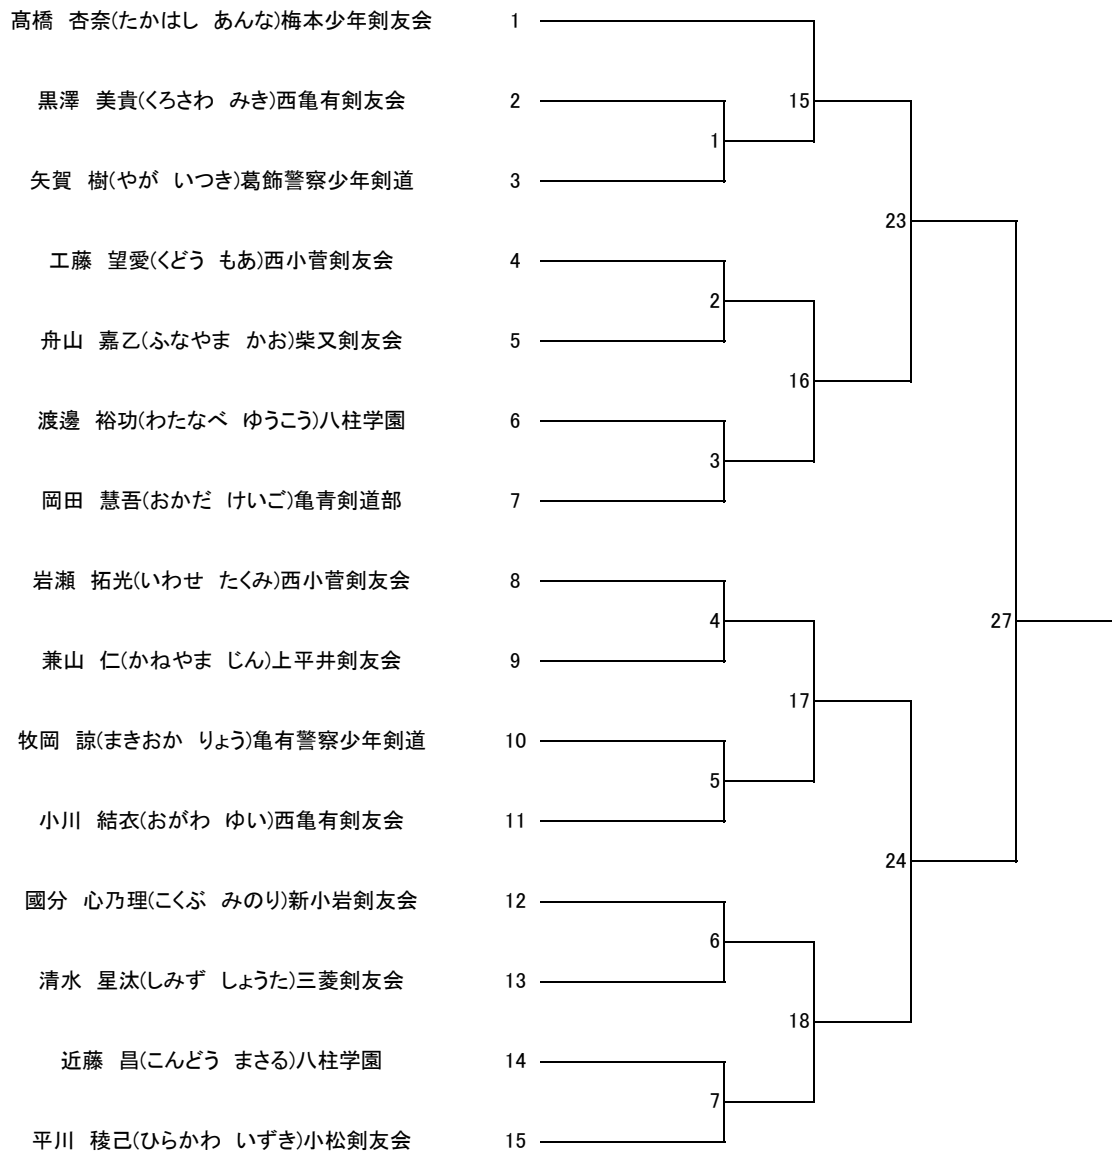 髙橋　杏奈(たかはし　あんな)梅本少年剣友会 1
黒澤　美貴(くろさわ　みき)西亀有剣友会 2 15
1
矢賀　樹(やが　いつき)葛飾警察少年剣道 3
23
工藤　望愛(くどう　もあ)西小菅剣友会 4
2
舟山　嘉乙(ふなやま　かお)柴又剣友会 5
16
渡邊　裕功(わたなべ　ゆうこう)八柱学園 6
3
岡田　慧吾(おかだ　けいご)亀青剣道部 7
岩瀬　拓光(いわせ　たくみ)西小菅剣友会 8
4 27
兼山　仁(かねやま　じん)上平井剣友会 9
17
牧岡　諒(まきおか　りょう)亀有警察少年剣道 10
5
小川　結衣(おがわ　ゆい)西亀有剣友会 11
24
國分　心乃理(こくぶ　みのり)新小岩剣友会 12
6
清水　星汰(しみず　しょうた)三菱剣友会 13
18
近藤　昌(こんどう　まさる)八柱学園 14
7
平川　稜己(ひらかわ　いずき)小松剣友会 15